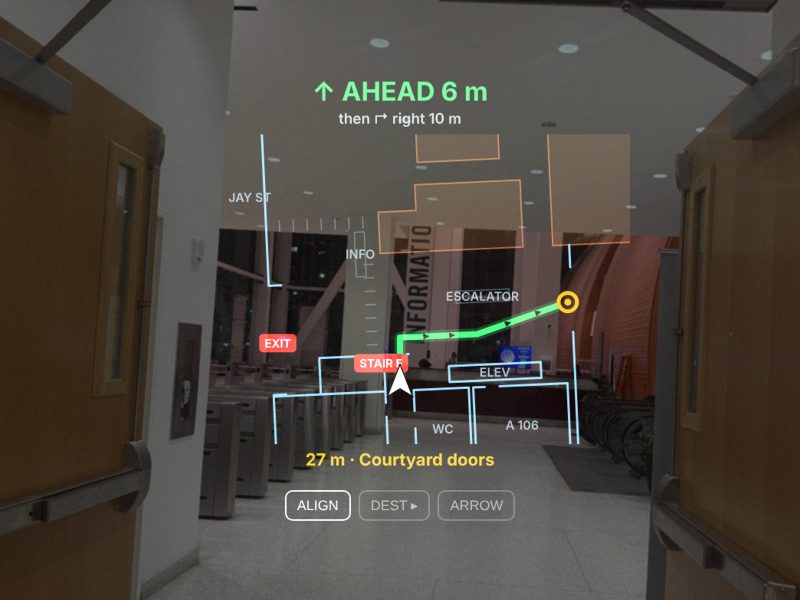 ↑ AHEAD 6 m
then ↱ right 10 m
JAY ST
INFO
INFORMATIO
ESCALATOR
EXIT
STAIR F
ELEV
WC
A 106
27 m · Courtyard doors
ALIGN
DEST ▸
ARROW